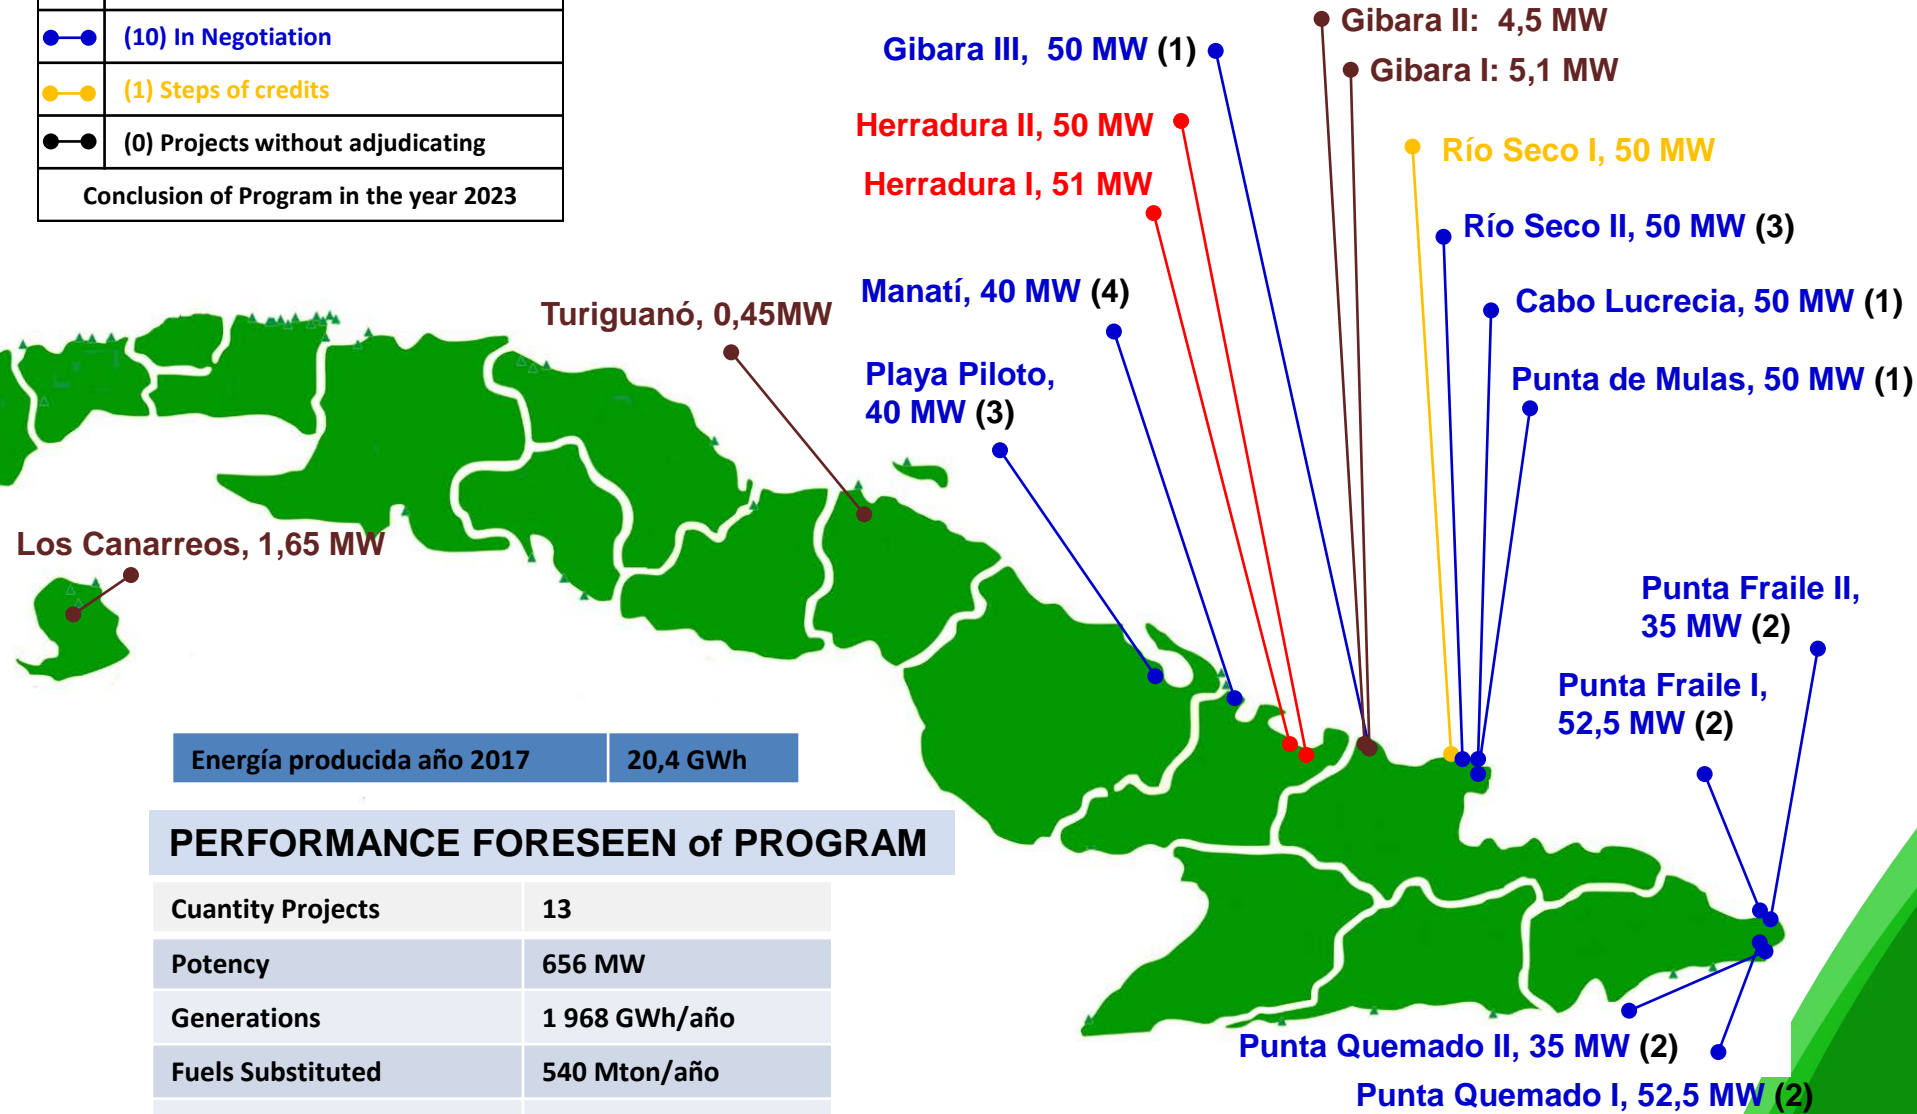 (10) In Negotiation
(1) Steps of credits
(0) Projects without adjudicating
Conclusion of Program in the year 2023
Gibara II:  4,5 MW
Gibara III,  50 MW (1)
Gibara I: 5,1 MW
Herradura II, 50 MW
Río Seco I, 50 MW
Herradura I, 51 MW
Río Seco II, 50 MW (3)
Manatí, 40 MW (4)
Cabo Lucrecia, 50 MW (1)
Turiguanó, 0,45MW
Playa Piloto,
40 MW (3)
Punta de Mulas, 50 MW (1)
Los Canarreos, 1,65 MW
Punta Fraile II,
35 MW (2)
Punta Fraile I,
52,5 MW (2)
Energía producida año 2017 20,4 GWh
PERFORMANCE FORESEEN of PROGRAM
Cuantity Projects 13
Potency 656 MW
Generations 1 968 GWh/año
Fuels Substituted 540 Mton/año
Punta Quemado II, 35 MW (2)
Punta Quemado I, 52,5 MW (2)